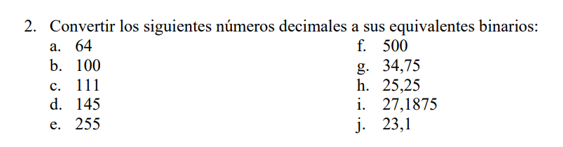 2. Convertir los siguientes números decimales a sus equivalentes binarios:
a. 64
b. 100
c. 111
d. 145
e. 255
f. 500
g. 34,75
h. 25,25
i. 27,1875
j. 23,1